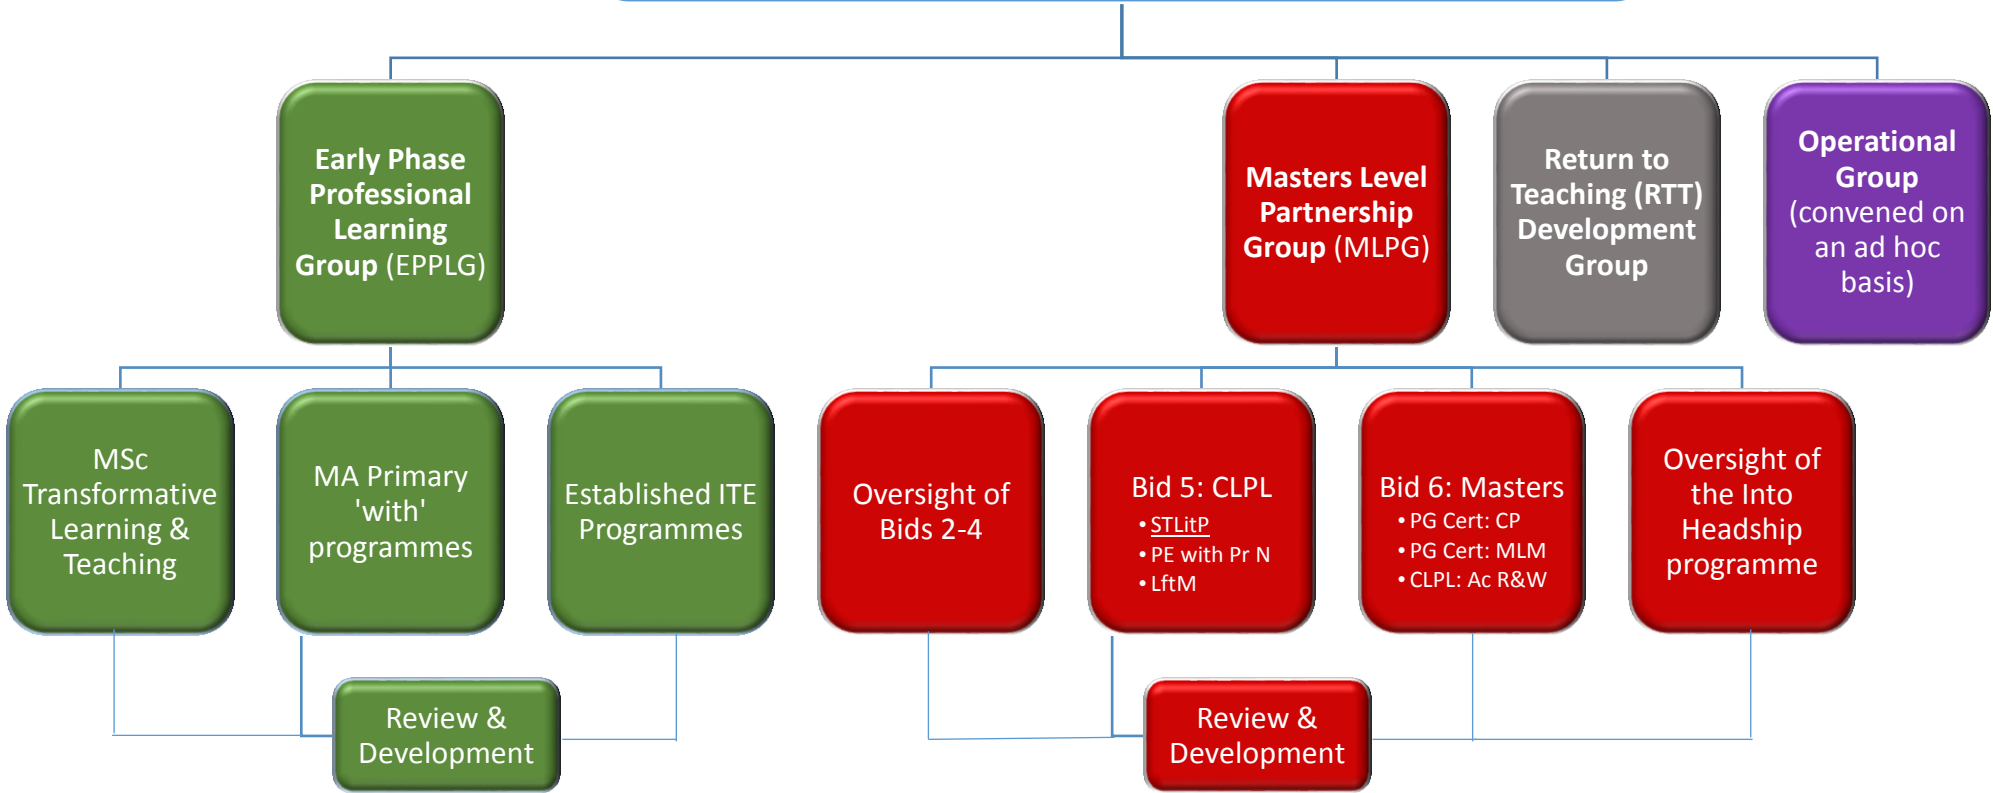 Early Phase
Professional
Learning
Group (EPPLG)
Masters Level
Partnership
Group (MLPG)
Return to
Teaching (RTT)
Development
Group
Operational
Group
(convened on
an ad hoc
basis)
MSc
Transformative
Learning &
Teaching
MA Primary
'with'
programmes
Established ITE
Programmes
Oversight of
Bids 2-4
Bid 5: CLPL
• STLitP
• PE with Pr N
• LftM
Bid 6: Masters
• PG Cert: CP
• PG Cert: MLM
• CLPL: Ac R&W
Oversight of
the Into
Headship
programme
Review &
Development
Review &
Development